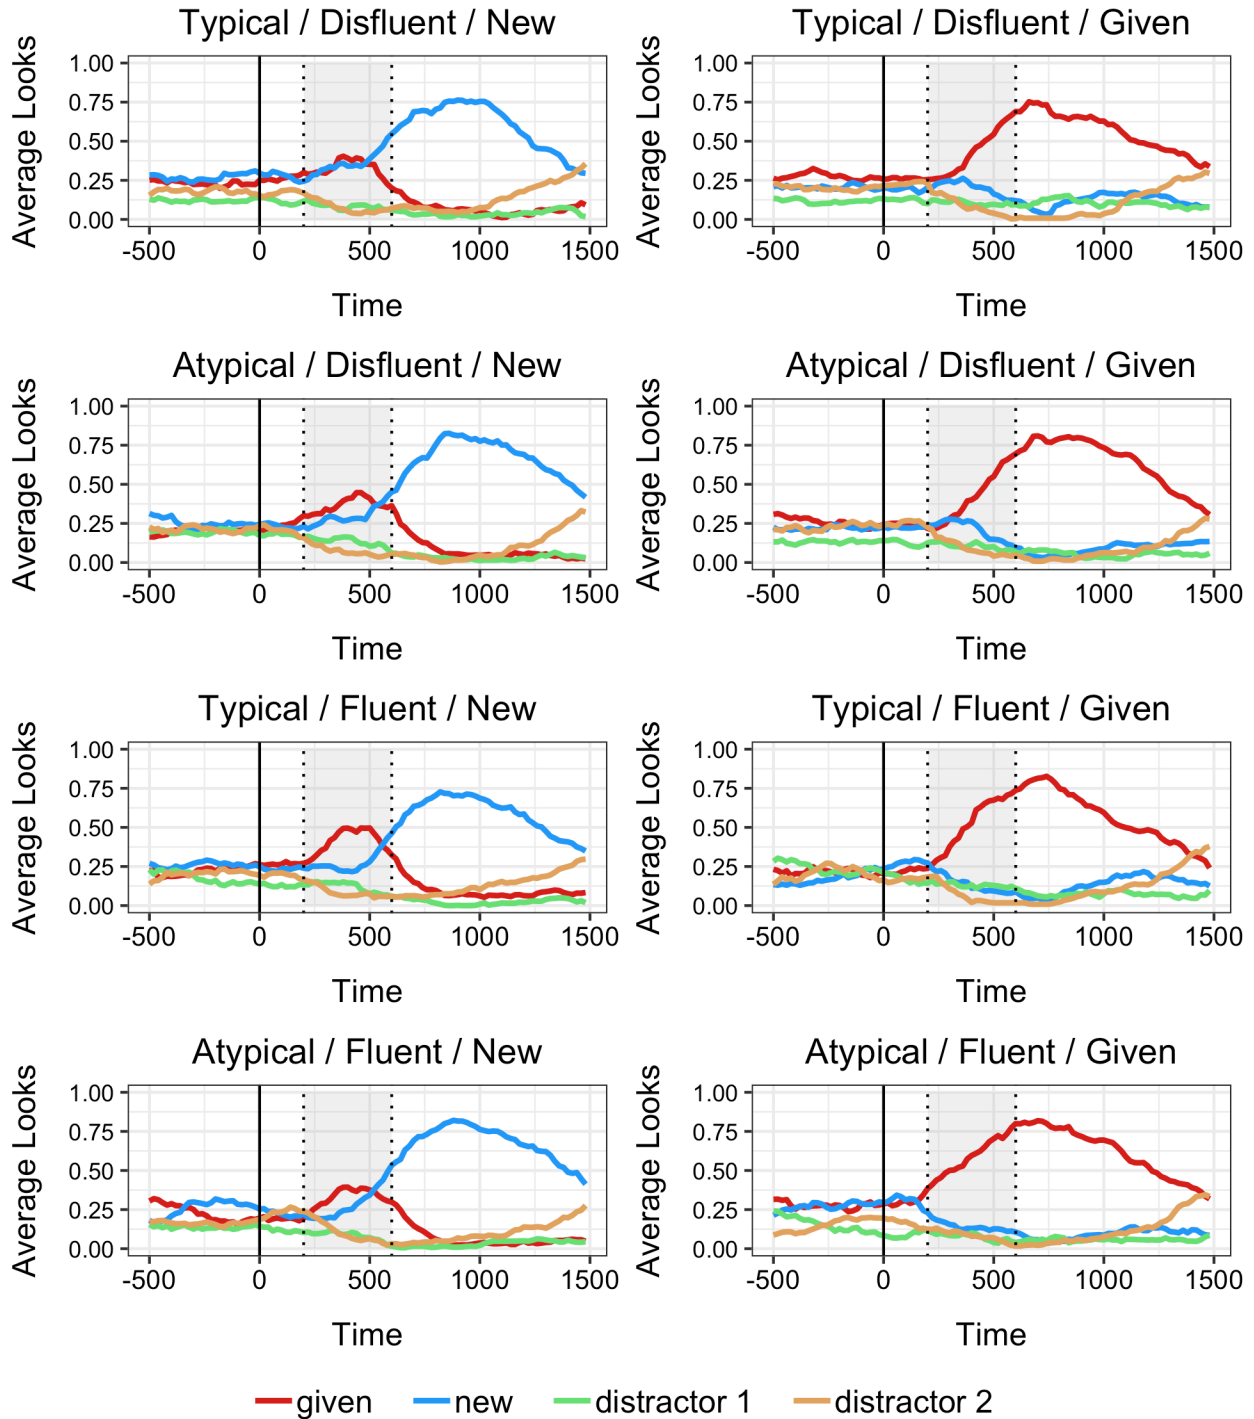 Typical / Disfluent / New
Average Looks
1.00
0.75
0.50
0.25
0.00
-500 0 500 1000 1500
Time
Typical / Disfluent / Given
Average Looks
1.00
0.75
0.50
0.25
0.00
-500 0 500 1000 1500
Time
Atypical / Disfluent / New
Average Looks
1.00
0.75
0.50
0.25
0.00
-500 0 500 1000 1500
Time
Atypical / Disfluent / Given
Average Looks
1.00
0.75
0.50
0.25
0.00
-500 0 500 1000 1500
Time
Typical / Fluent / New
Average Looks
1.00
0.75
0.50
0.25
0.00
-500 0 500 1000 1500
Time
Typical / Fluent / Given
Average Looks
1.00
0.75
0.50
0.25
0.00
-500 0 500 1000 1500
Time
Atypical / Fluent / New
Average Looks
1.00
0.75
0.50
0.25
0.00
-500 0 500 1000 1500
Time
Atypical / Fluent / Given
Average Looks
1.00
0.75
0.50
0.25
0.00
-500 0 500 1000 1500
Time
given new distractor 1 distractor 2